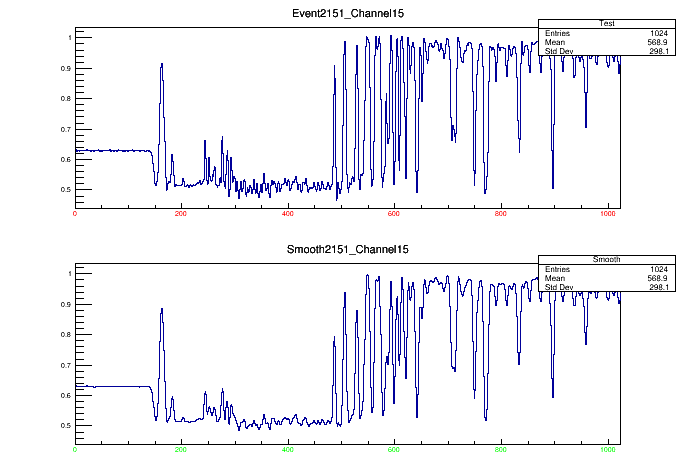 Event2151_Channel15
Test
Entries 1024
Mean 568.9
Std Dev 298.1
1
0.9
0.8
0.7
0.6
0.5
0 200 400 600 800 1000
Smooth2151_Channel15
Smooth
Entries 1024
Mean 568.9
Std Dev 298.1
1
0.9
0.8
0.7
0.6
0.5
0 200 400 600 800 1000